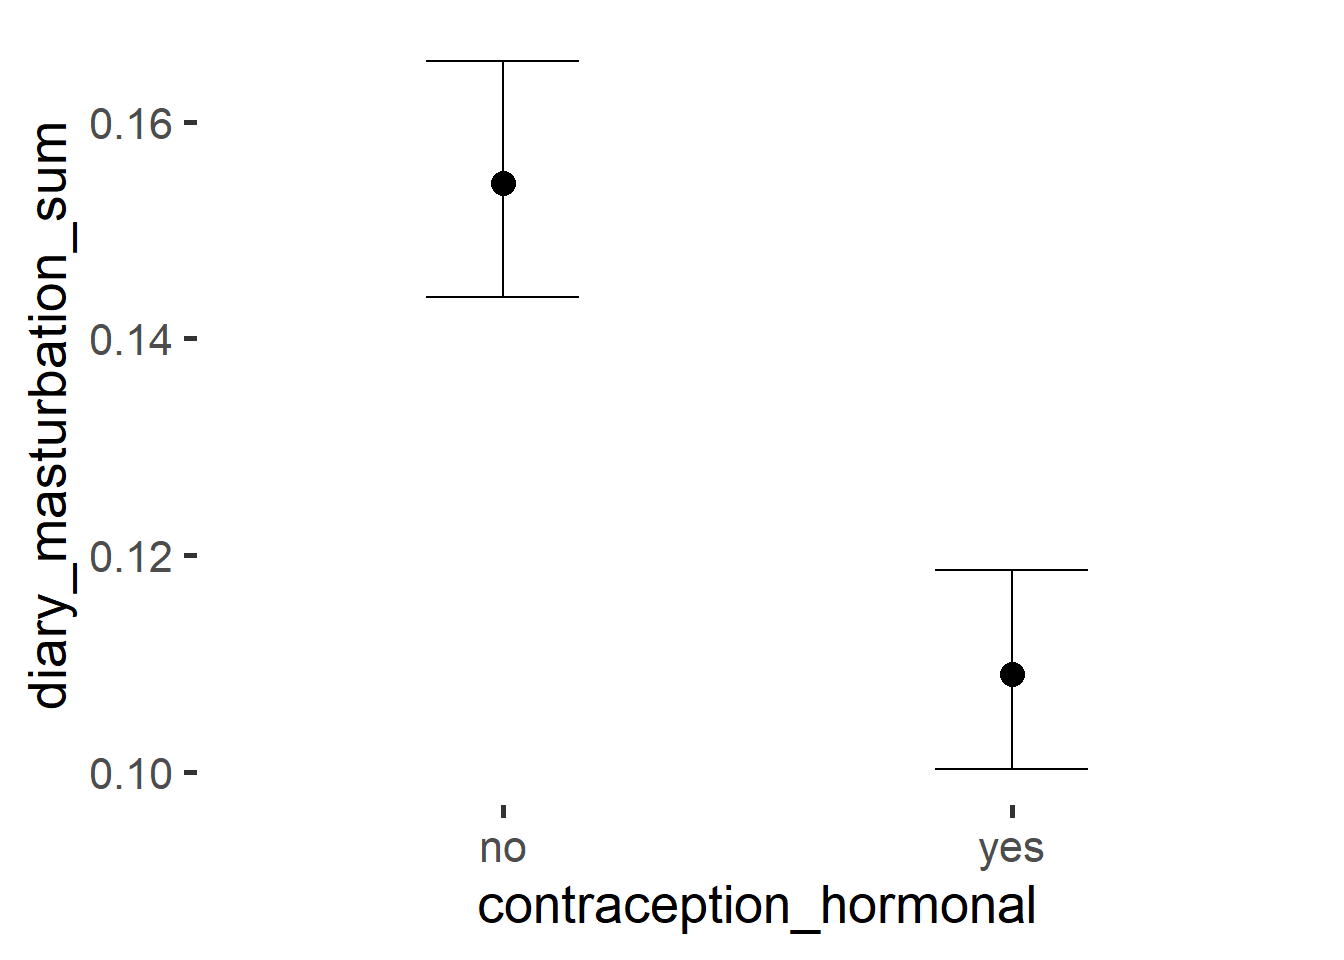 diary_masturbation_sum
0.16
0.14
0.12
0.10
no
yes
contraception_hormonal